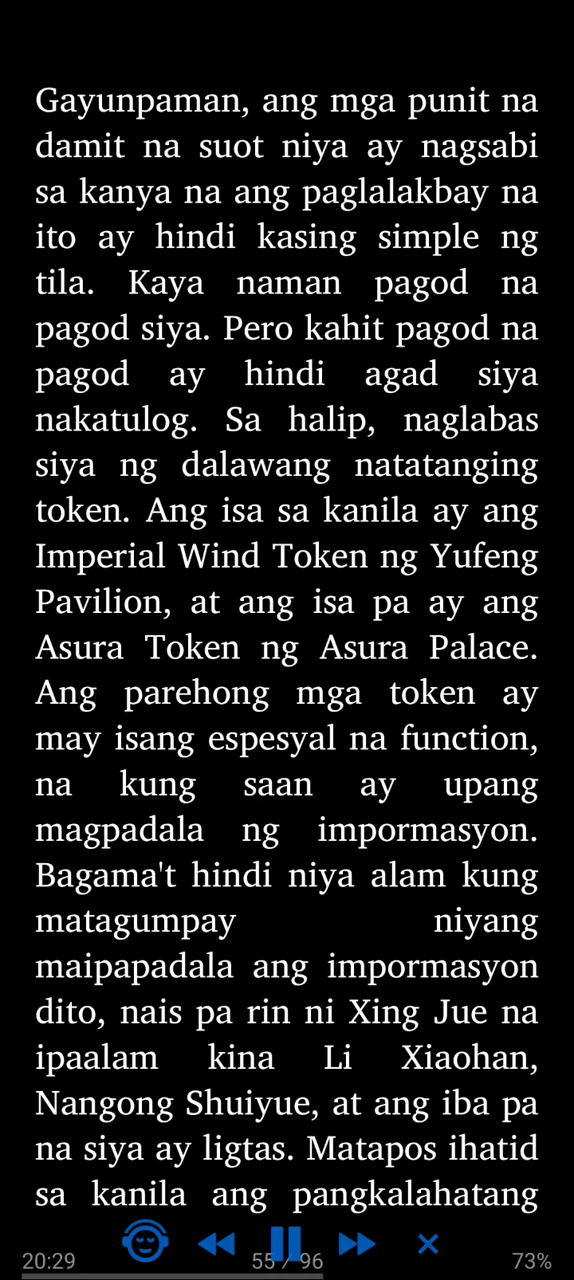 Gayunpaman, ang mga punit na
damit na suot niya ay nagsabi
sa kanya na ang paglalakbay na
ito ay hindi kasing simple ng
tila. Kaya naman pagod na
pagod siya. Pero kahit pagod na
pagod ay hindi agad siya
nakatulog. Sa halip, naglabas
siya ng dalawang natatanging
token. Ang isa sa kanila ay ang
Imperial Wind Token ng Yufeng
Pavilion, at ang isa pa ay ang
Asura Token ng Asura Palace.
Ang parehong mga token ay
may isang espesyal na function,
na kung saan ay upang
magpadala ng impormasyon.
Bagama't hindi niya alam kung
matagumpay niyang
maipapadala ang impormasyon
dito, nais pa rin ni Xing Jue na
ipaalam kina Li Xiaohan,
Nangong Shuiyue, at ang iba pa
na siya ay ligtas. Matapos ihatid
sa kanila ang pangkalahatang
20:29 55 / 96 73%